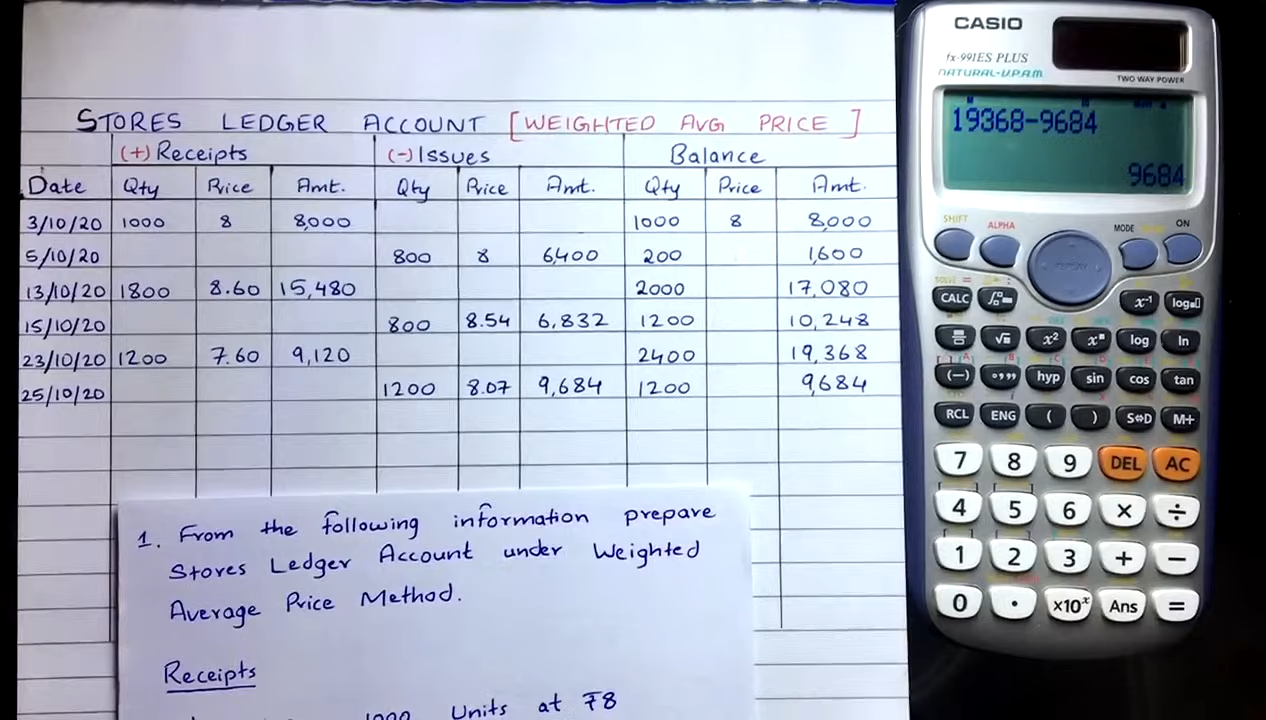 STORES LEDGER ACCOUNT [WEIGHTED AVG PRICE]
(+) Receipts (-) Issues Balance
Date Qty Price Amt. Qty Price Amt. Qty Price Amt.
3/10/20 1000 8 8,000 1000 8 8,000
5/10/20 800 8 6,400 200 1,600
13/10/20 1800 8.60 15,480 2000 17,080
15/10/20 800 8.54 6,832 1200 10,248
23/10/20 1200 7.60 9,120 2400 19,368
25/10/20 1200 8.07 9,684 1200 9,684
1. From the following information prepare
Stores Ledger Account under Weighted
Average Price Method.
Receipts
1000 Units at ₹8
CASIO
fx-991ES PLUS
NATURAL-V.P.A.M.
TWO WAY POWER
19368-9684
9684
SHIFT ALPHA MODE ON
CALC x⁻¹ log
√ x² log ln
(−) hyp sin cos tan
RCL ENG ( ) S⇔D M+
7 8 9 DEL AC
4 5 6 × ÷
1 2 3 + −
0 . ×10ˣ Ans =